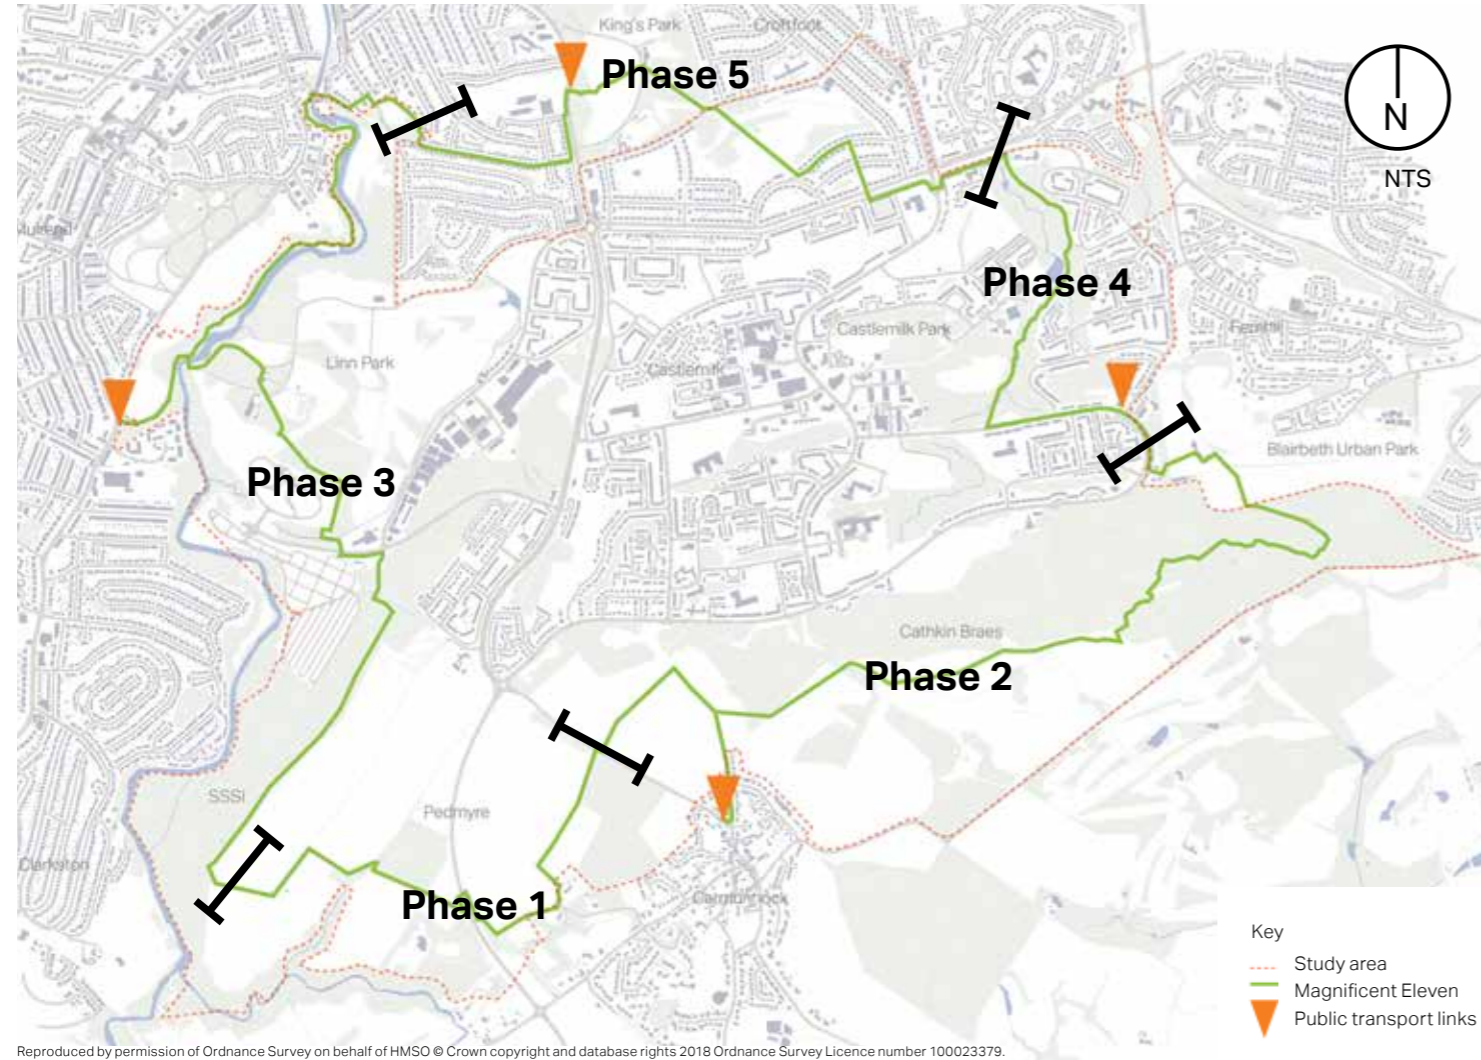 King's Park
Croftfoot
Phase 5
N
NTS
Muirend
Phase 4
Castlemilk Park
Fernhill
Linn Park
Castlemilk
Blairbeth Urban Park
Phase 3
Cathkin Braes
Phase 2
SSSI
Pedmyre
Clarkston
Phase 1
Carmunnock
Key
Study area
Magnificent Eleven
Public transport links
Reproduced by permission of Ordnance Survey on behalf of HMSO © Crown copyright and database rights 2018 Ordnance Survey Licence number 100023379.